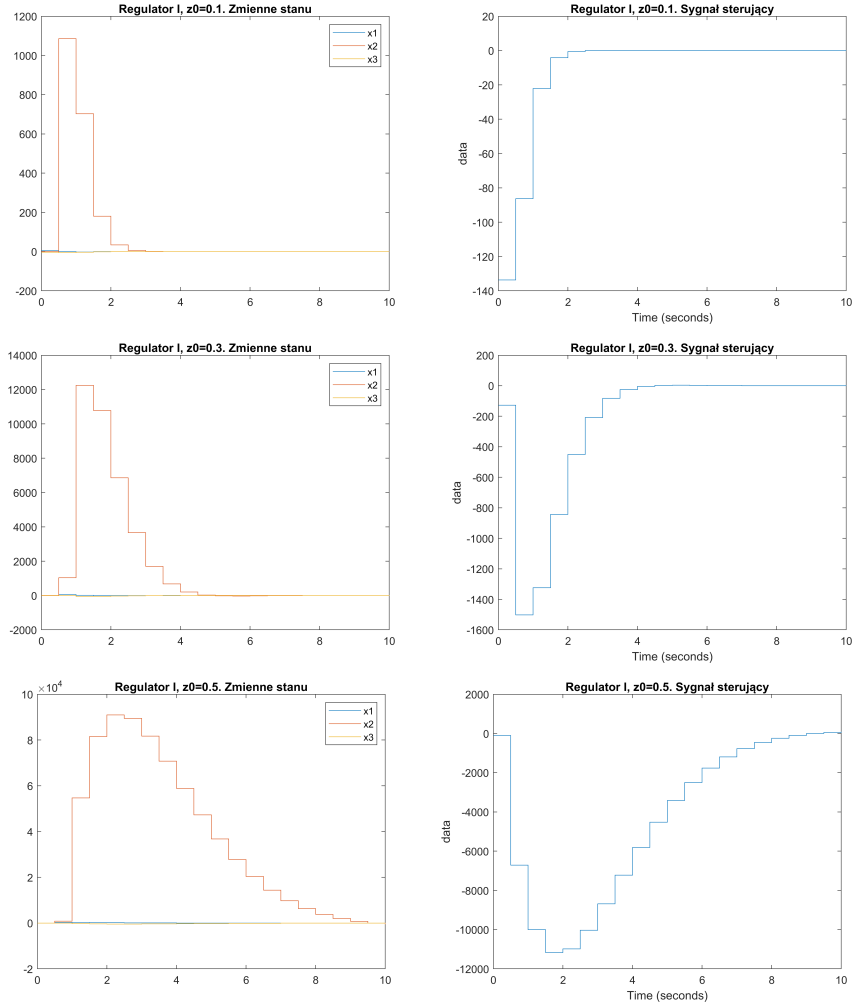 Regulator I, z0=0.1. Zmienne stanu
1200
1000
800
600
400
200
0
-200
0 2 4 6 8 10
x1
x2
x3
Regulator I, z0=0.1. Sygnał sterujący
20
0
-20
-40
-60
-80
-100
-120
-140
data
0 2 4 6 8 10
Time (seconds)
Regulator I, z0=0.3. Zmienne stanu
14000
12000
10000
8000
6000
4000
2000
0
-2000
0 2 4 6 8 10
x1
x2
x3
Regulator I, z0=0.3. Sygnał sterujący
200
0
-200
-400
-600
-800
-1000
-1200
-1400
-1600
data
0 2 4 6 8 10
Time (seconds)
×10⁴
Regulator I, z0=0.5. Zmienne stanu
10
8
6
4
2
0
-2
0 2 4 6 8 10
x1
x2
x3
Regulator I, z0=0.5. Sygnał sterujący
2000
0
-2000
-4000
-6000
-8000
-10000
-12000
data
0 2 4 6 8 10
Time (seconds)